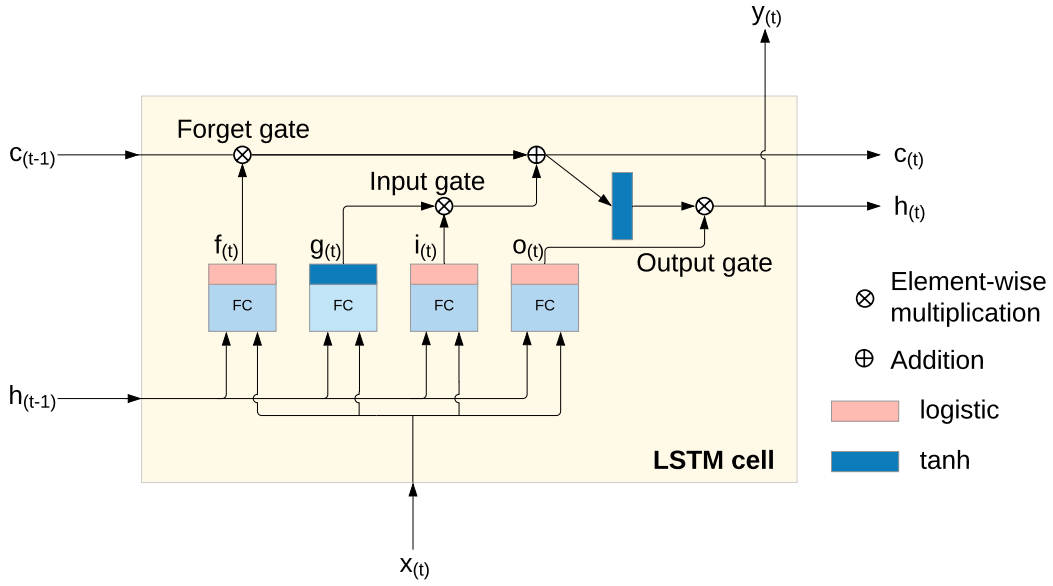 y(t)
Forget gate
c(t-1)
c(t)
Input gate
h(t)
f(t)
g(t)
i(t)
o(t)
Output gate
FC
FC
FC
FC
Element-wise
multiplication
Addition
h(t-1)
logistic
LSTM cell
tanh
x(t)